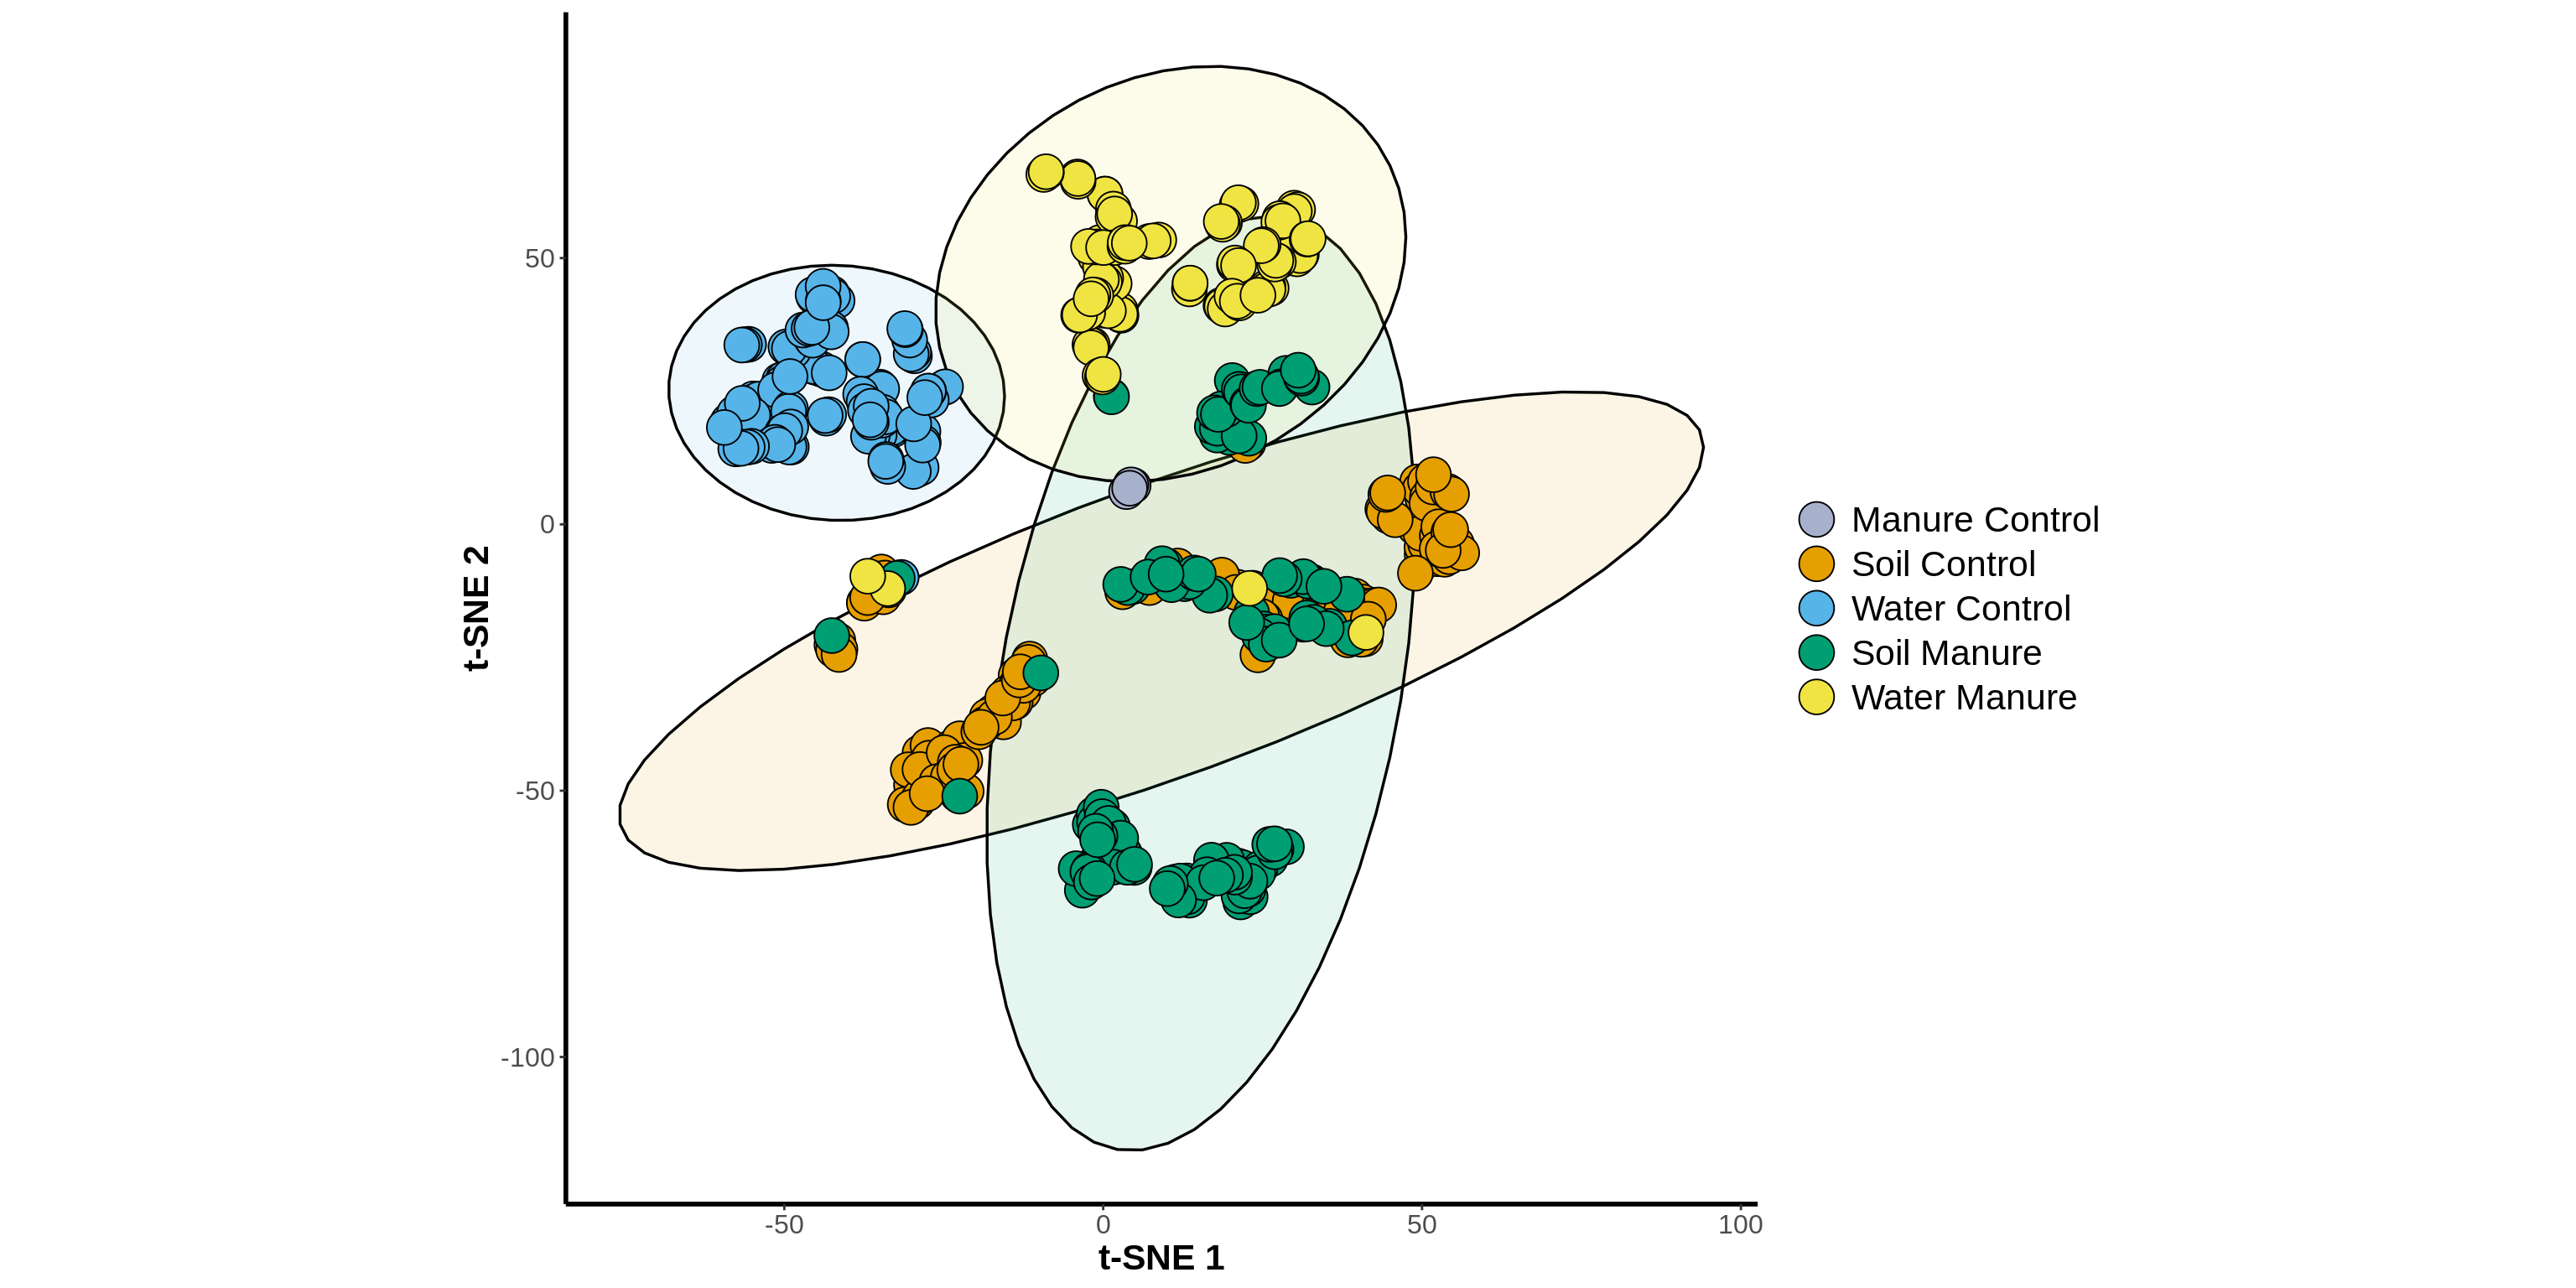 t-SNE 2
50
0
-50
-100
-50
0
50
100
t-SNE 1
Manure Control
Soil Control
Water Control
Soil Manure
Water Manure